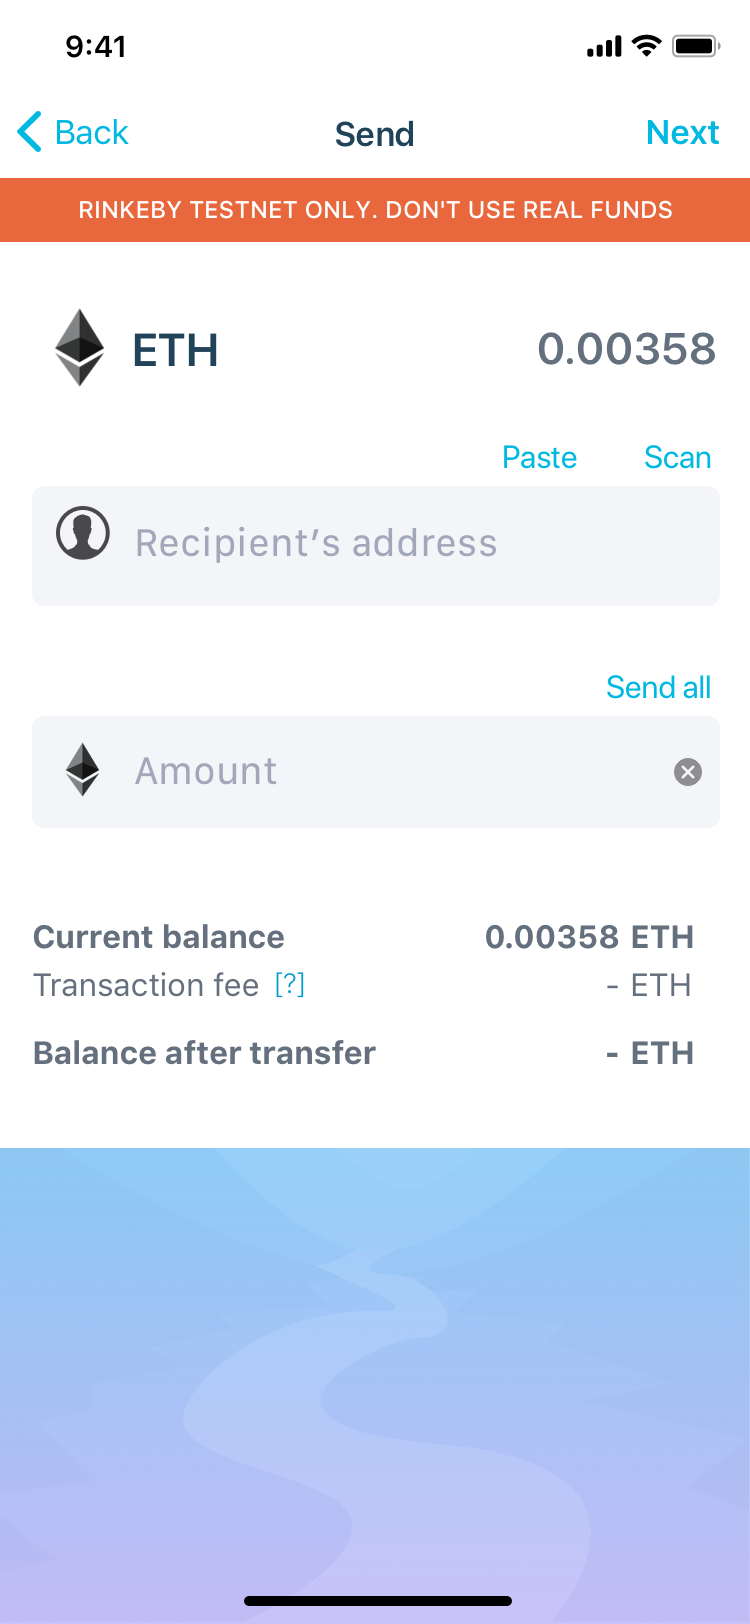 9:41
Back Send Next
RINKEBY TESTNET ONLY. DON'T USE REAL FUNDS
ETH 0.00358
Paste Scan
Recipient’s address
Send all
Amount
Current balance 0.00358 ETH
Transaction fee [?] - ETH
Balance after transfer - ETH